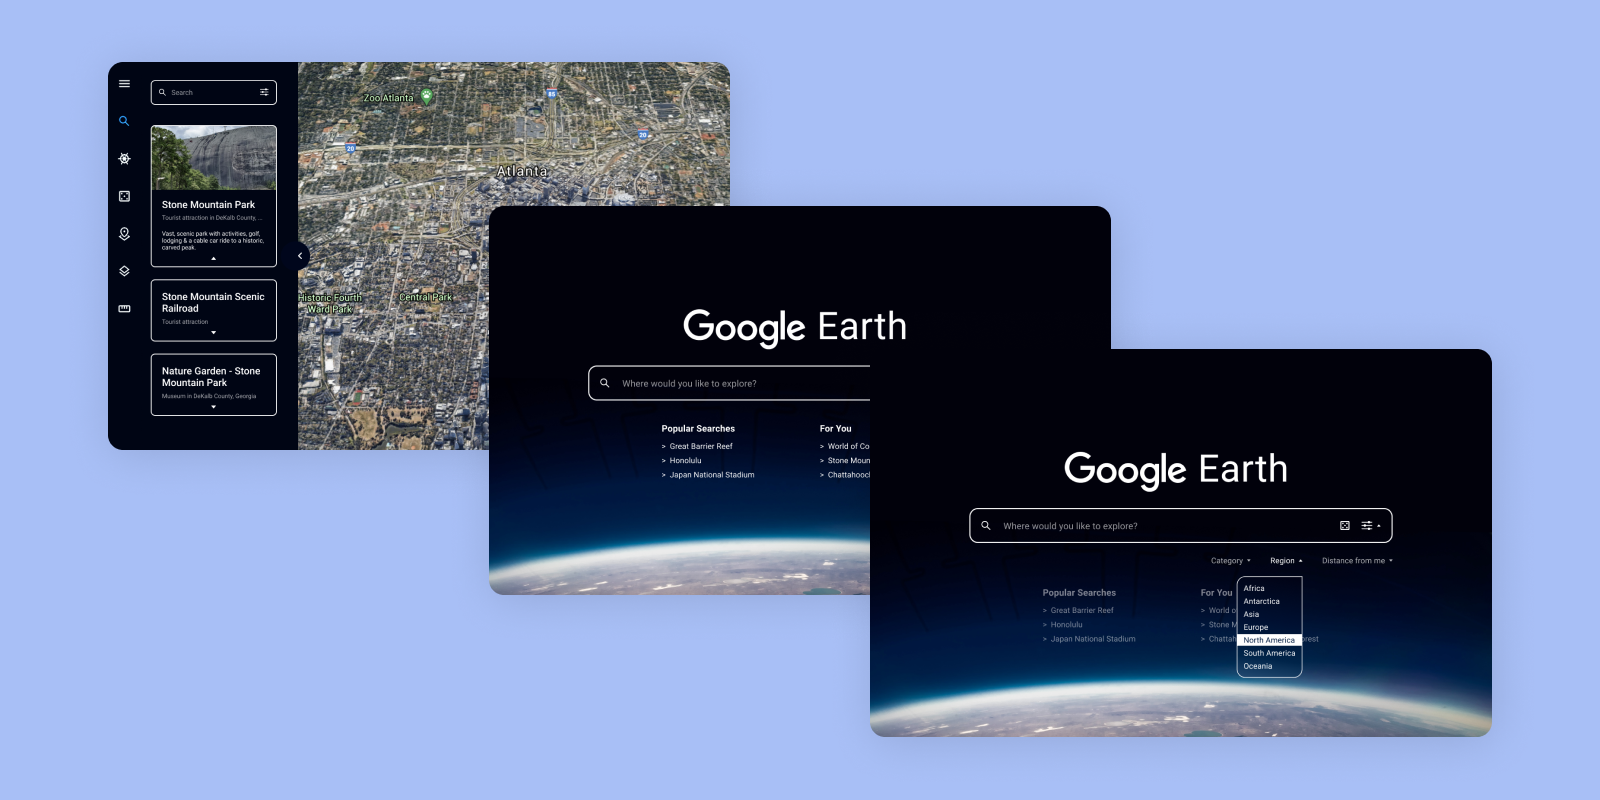 Search
Stone Mountain Park
Tourist attraction in DeKalb County, ...
Vast, scenic park with activities, golf,
lodging & a cable car ride to a historic,
carved peak.
Stone Mountain Scenic
Railroad
Tourist attraction
Nature Garden - Stone
Mountain Park
Museum in DeKalb County, Georgia
Zoo Atlanta
85
20
20
Atlanta
Historic Fourth
Ward Park
Central Park
Google Earth
Where would you like to explore?
Popular Searches
> Great Barrier Reef
> Honolulu
> Japan National Stadium
For You
> World of Co
> Stone Moun
> Chattahooc
Google Earth
Where would you like to explore?
Category
Region
Distance from me
Popular Searches
> Great Barrier Reef
> Honolulu
> Japan National Stadium
For You
> World o
> Stone M
> Chattah
orest
Africa
Antarctica
Asia
Europe
North America
South America
Oceania